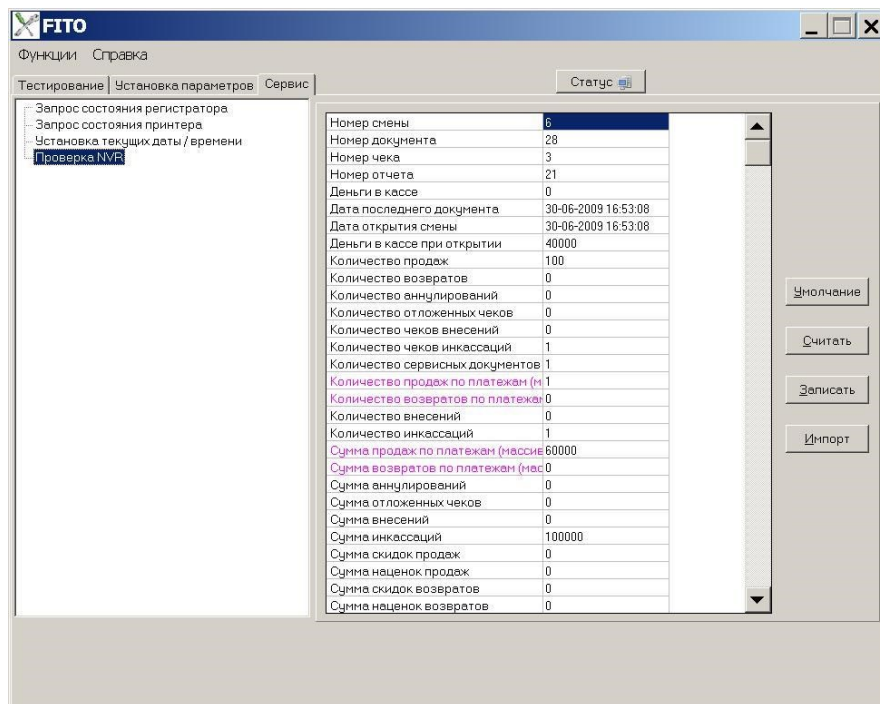 FITO
Функции Справка
Тестирование Установка параметров Сервис
Статус
Запрос состояния регистратора
Запрос состояния принтера
Установка текущих даты / времени
Проверка NVR
Номер смены 6
Номер документа 28
Номер чека 3
Номер отчета 21
Деньги в кассе 0
Дата последнего документа 30-06-2009 16:53:08
Дата открытия смены 30-06-2009 16:53:08
Деньги в кассе при открытии 40000
Количество продаж 100
Количество возвратов 0
Количество аннулирований 0
Количество отложенных чеков 0
Количество чеков внесений 0
Количество чеков инкассаций 1
Количество сервисных документов 1
Количество продаж по платежам (м 1
Количество возвратов по платежам 0
Количество внесений 0
Количество инкассаций 1
Сумма продаж по платежам (массив 60000
Сумма возвратов по платежам (мас 0
Сумма аннулирований 0
Сумма отложенных чеков 0
Сумма внесений 0
Сумма инкассаций 100000
Сумма скидок продаж 0
Сумма наценок продаж 0
Сумма скидок возвратов 0
Сумма наценок возвратов 0
Умолчание
Считать
Записать
Импорт